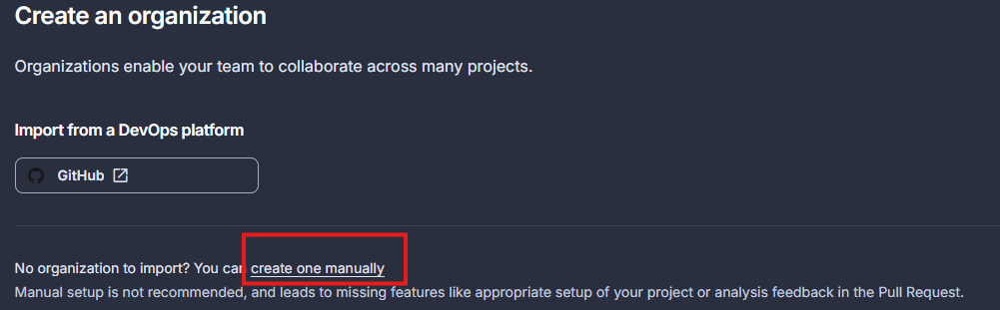 Create an organization
Organizations enable your team to collaborate across many projects.
Import from a DevOps platform
GitHub
No organization to import? You can create one manually
Manual setup is not recommended, and leads to missing features like appropriate setup of your project or analysis feedback in the Pull Request.